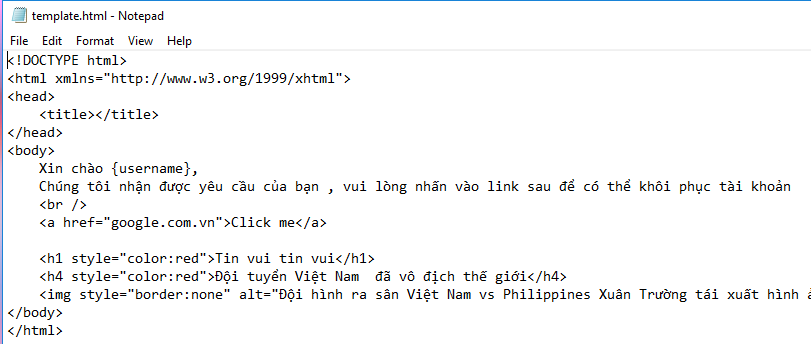 template.html - Notepad
File Edit Format View Help
<!DOCTYPE html>
<html xmlns="http://www.w3.org/1999/xhtml">
<head>
    <title></title>
</head>
<body>
    Xin chào {username},
    Chúng tôi nhận được yêu cầu của bạn , vui lòng nhấn vào link sau để có thể khôi phục tài khoản
    <br />
    <a href="google.com.vn">Click me</a>
    <h1 style="color:red">Tin vui tin vui</h1>
    <h4 style="color:red">Đội tuyển Việt Nam  đã vô địch thế giới</h4>
    <img style="border:none" alt="Đội hình ra sân Việt Nam vs Philippines Xuân Trường tái xuất hình
</body>
</html>